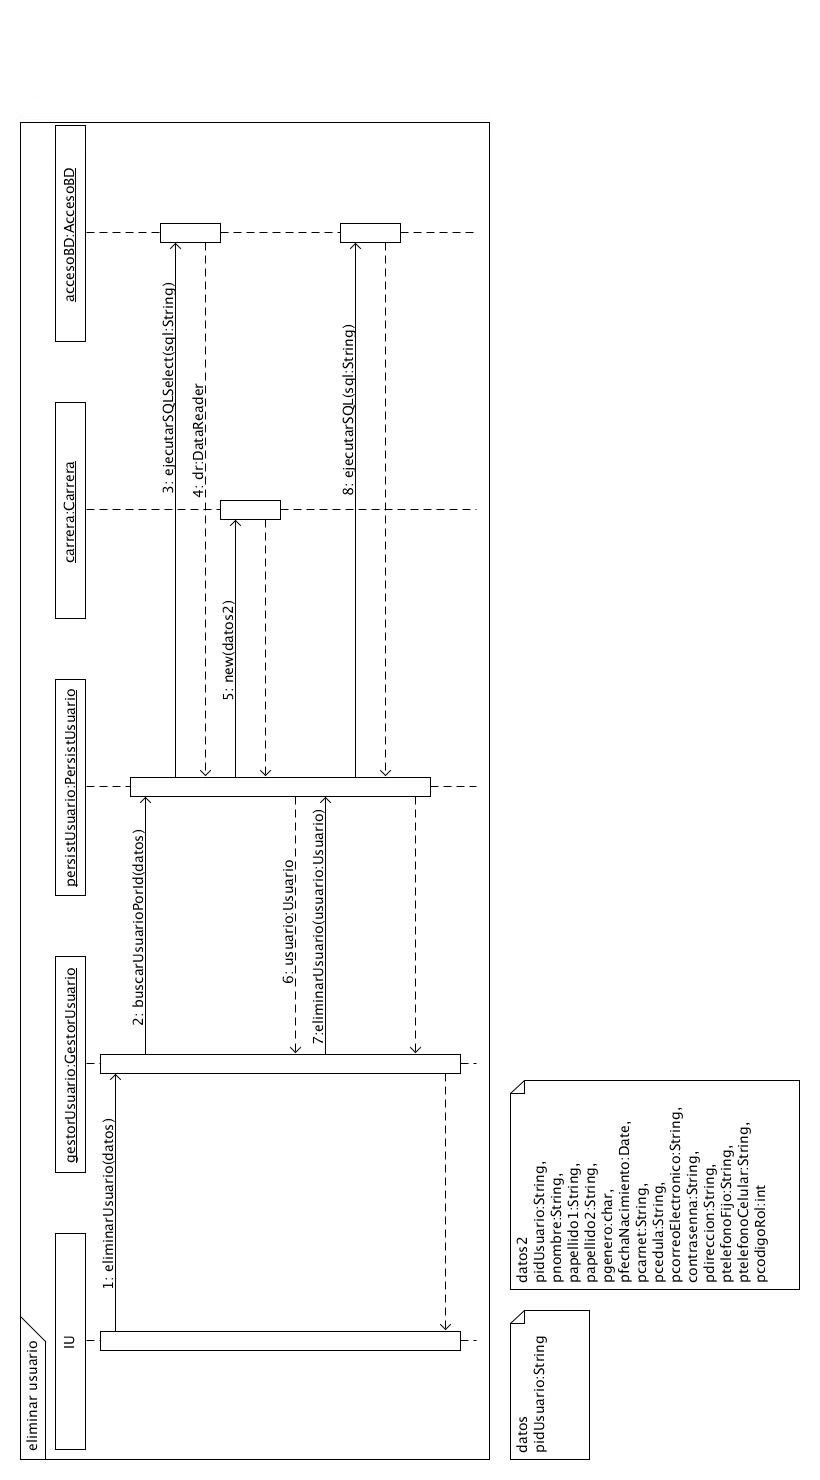 eliminar usuario
IU
gestorUsuario:GestorUsuario
persistUsuario:PersistUsuario
carrera:Carrera
accesoBD:AccesoBD
1: eliminarUsuario(datos)
2: buscarUsuarioPorId(datos)
3: ejecutarSQLSelect(sql:String)
4: dr:DataReader
5: new(datos2)
6: usuario:Usuario
7:eliminarUsuario(usuario:Usuario)
8: ejecutarSQL(sql:String)
datos
pidUsuario:String
datos2
pidUsuario:String,
pnombre:String,
papellido1:String,
papellido2:String,
pgenero:char,
pfechaNacimiento:Date,
pcarnet:String,
pcedula:String,
pcorreoElectronico:String,
contrasenna:String,
pdireccion:String,
ptelefonoFijo:String,
ptelefonoCelular:String,
pcodigoRol:int